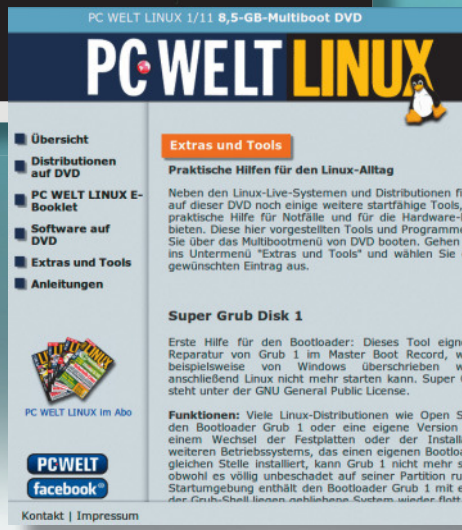 PC WELT LINUX 1/11 8,5-GB-Multiboot DVD
PC WELT LINUX
Übersicht
Distributionen
auf DVD
PC WELT LINUX E-
Booklet
Software auf
DVD
Extras und Tools
Anleitungen
PC WELT LINUX im Abo
PCWELT
facebook
Kontakt | Impressum
Extras und Tools
Praktische Hilfen für den Linux-Alltag
Neben den Linux-Live-Systemen und Distributionen
auf dieser DVD noch einige weitere startfähige Tools,
praktische Hilfe für Notfälle und für die Hardware-
bieten. Diese hier vorgestellten Tools und Programme
Sie über das Multibootmenü von DVD booten. Gehen
ins Untermenü "Extras und Tools" und wählen Sie
gewünschten Eintrag aus.
Super Grub Disk 1
Erste Hilfe für den Bootloader: Dieses Tool eigne
Reparatur von Grub 1 im Master Boot Record, w
beispielsweise von Windows überschrieben w
anschließend Linux nicht mehr starten kann. Super
steht unter der GNU General Public License.
Funktionen: Viele Linux-Distributionen wie Open S
den Bootloader Grub 1 oder eine eigene Version
einem Wechsel der Festplatten oder der Install
weiteren Betriebssystems, das einen eigenen Bootloa
gleichen Stelle installiert, kann Grub 1 nicht mehr s
obwohl es völlig unbeschadet auf seiner Partition ru
Startumgebung enthält den Bootloader Grub 1 mit e
der Grub-Shell liegen gebliebene System wieder flott